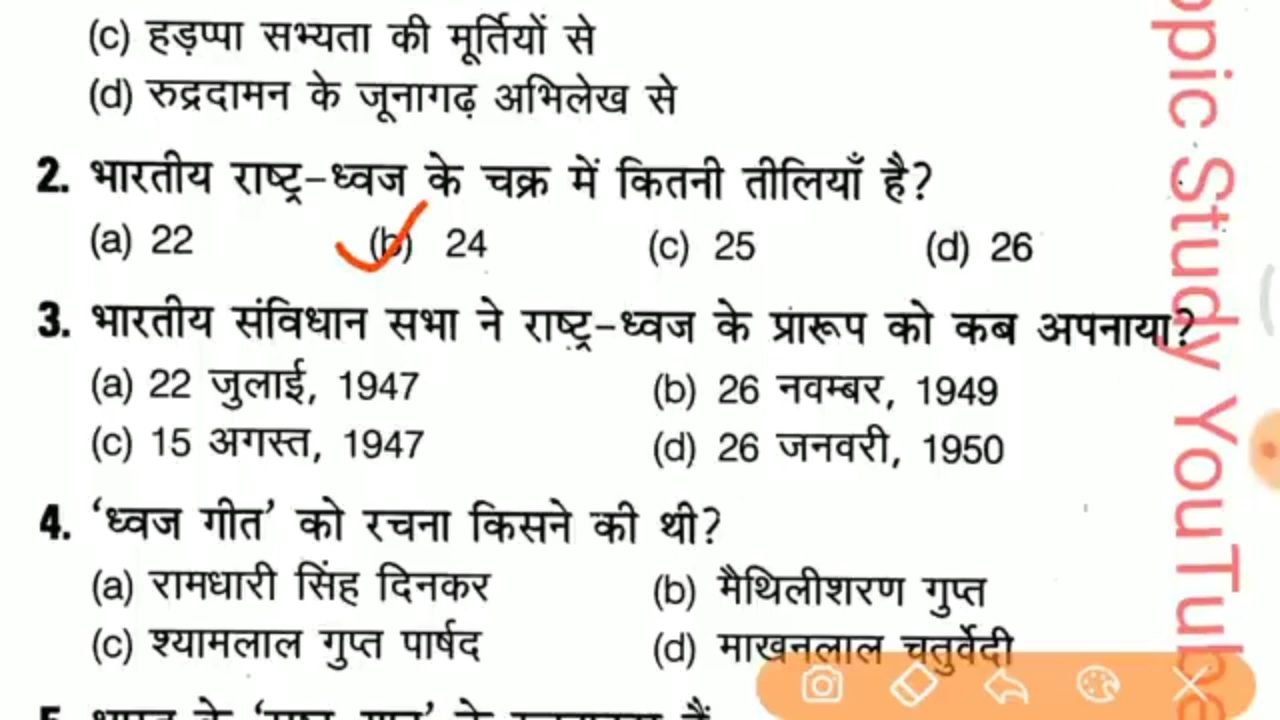 (c) हड़प्पा सभ्यता की मूर्तियों से
(d) रुद्रदामन के जूनागढ़ अभिलेख से
2. भारतीय राष्ट्र-ध्वज के चक्र में कितनी तीलियाँ है?
(a) 22 (b) 24 (c) 25 (d) 26
3. भारतीय संविधान सभा ने राष्ट्र-ध्वज के प्रारूप को कब अपनाया?
(a) 22 जुलाई, 1947 (b) 26 नवम्बर, 1949
(c) 15 अगस्त, 1947 (d) 26 जनवरी, 1950
4. 'ध्वज गीत' को रचना किसने की थी?
(a) रामधारी सिंह दिनकर (b) मैथिलीशरण गुप्त
(c) श्यामलाल गुप्त पार्षद (d) माखनलाल चतुर्वेदी
Study YouTube